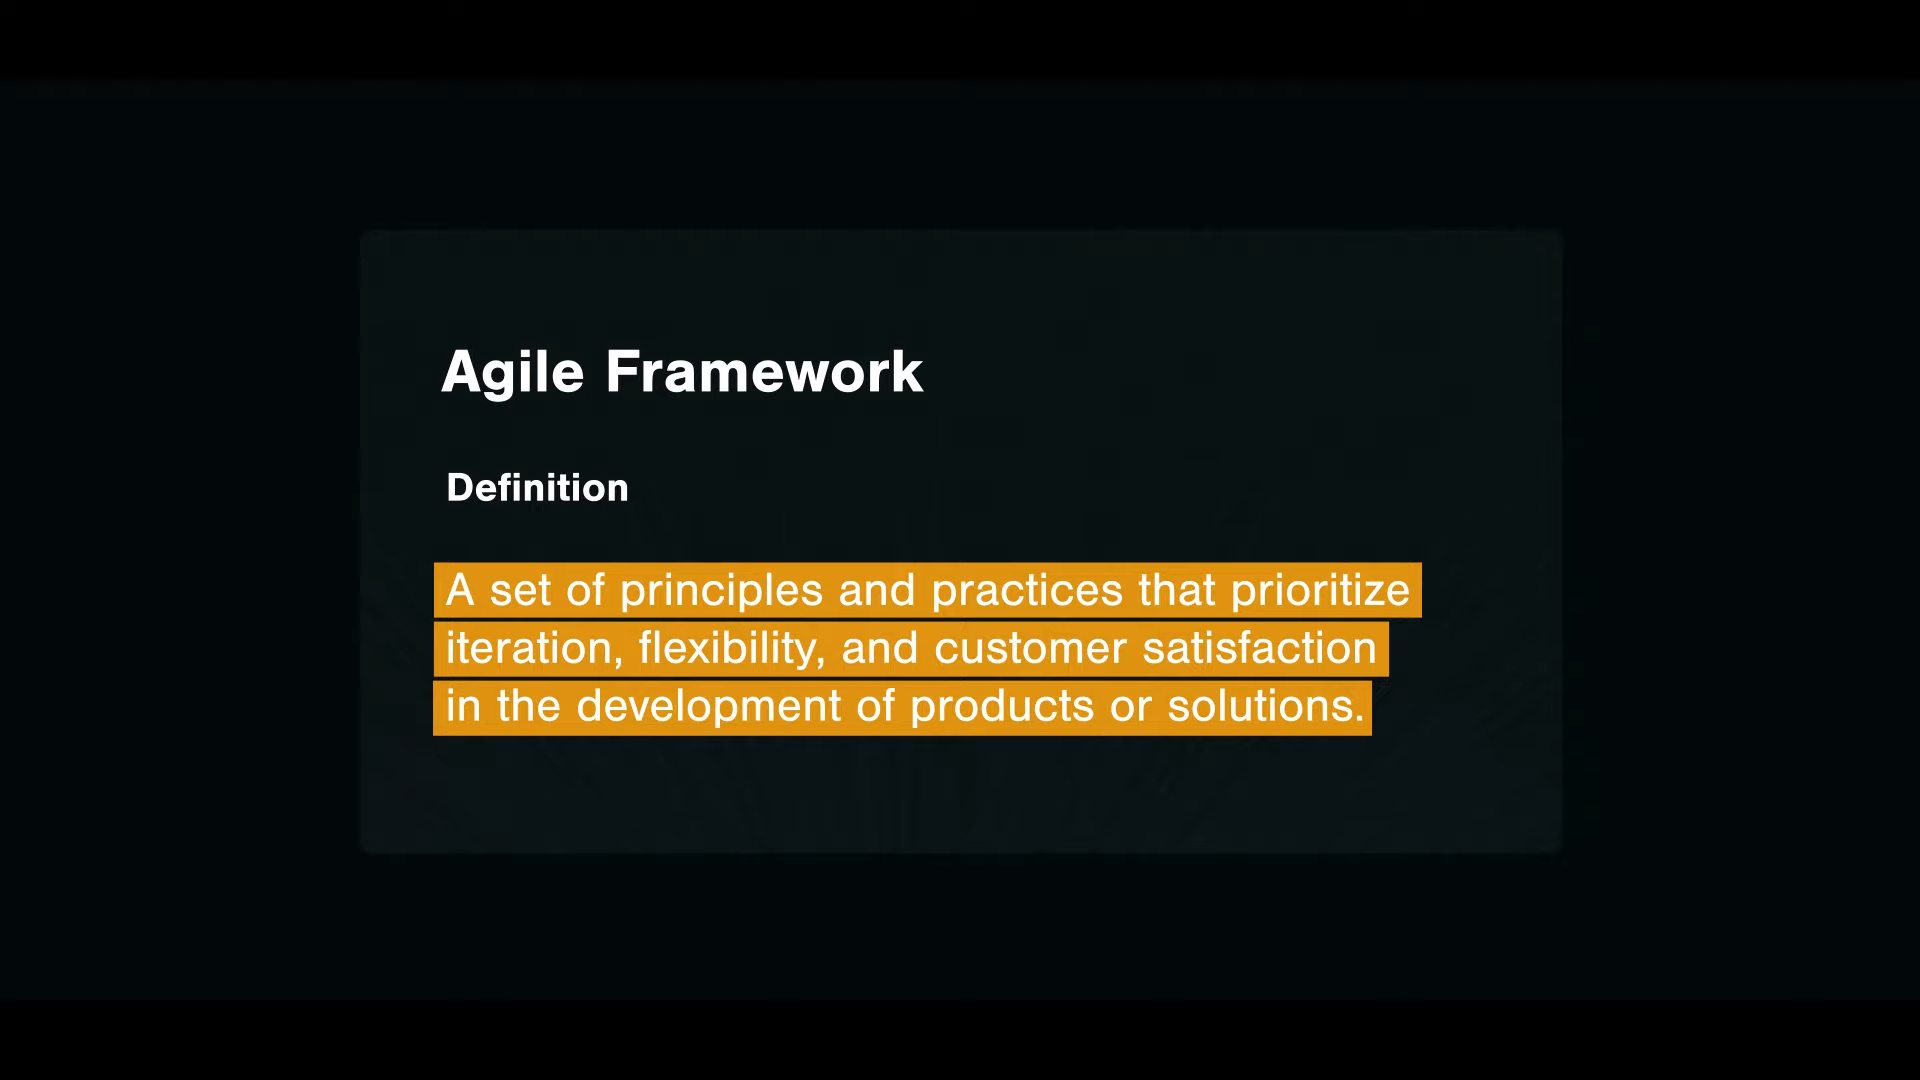 Agile Framework
Definition
A set of principles and practices that prioritize
iteration, flexibility, and customer satisfaction
in the development of products or solutions.